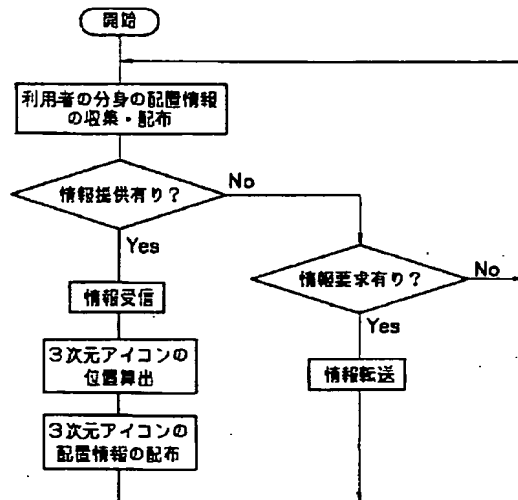 開始
利用者の分身の配置情報
の収集・配布
情報提供有り？
No
Yes
情報要求有り？
No
Yes
情報受信
3次元アイコンの
位置算出
情報転送
3次元アイコンの
配置情報の配布